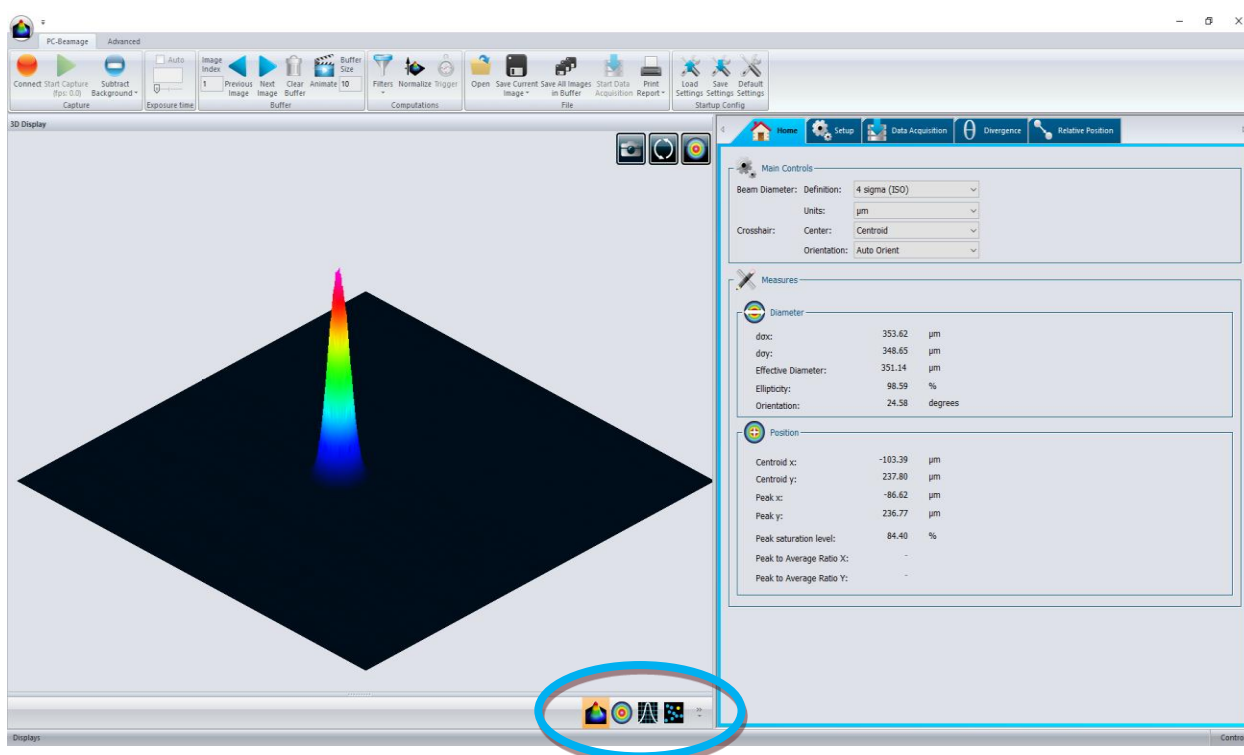 PC-Beamage Advanced
Connect Start Capture (fps: 0.0) Subtract Background
Capture
Auto
Exposure time
Image Index 1 Previous Image Next Image Clear Buffer Animate Buffer Size 10
Buffer
Filters Normalize Trigger
Computations
Open Save Current Image Save All Images in Buffer Start Data Acquisition Print Report
File
Load Settings Save Settings Default Settings
Startup Config
3D Display
Home Setup Data Acquisition Divergence Relative Position
Main Controls
Beam Diameter: Definition: 4 sigma (ISO)
Units: µm
Crosshair: Center: Centroid
Orientation: Auto Orient
Measures
Diameter
dσx: 353.62 µm
dσy: 348.65 µm
Effective Diameter: 351.14 µm
Ellipticity: 98.59 %
Orientation: 24.58 degrees
Position
Centroid x: -103.39 µm
Centroid y: 237.80 µm
Peak x: -86.62 µm
Peak y: 236.77 µm
Peak saturation level: 84.40 %
Peak to Average Ratio X: -
Peak to Average Ratio Y: -
Displays Contro